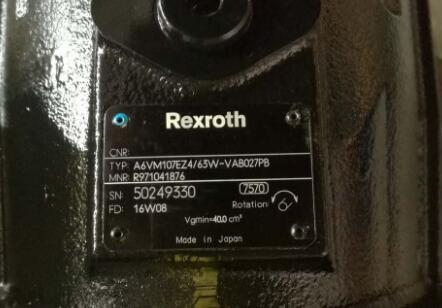 Rexroth
CNR:
TYP: A6VM107EZ4/63W-VAB027PB
MNR: R971041876
SN: 50249330 7570
FD: 16W08 Rotation:
Vgmin=40.0 cm³
Made in Japan